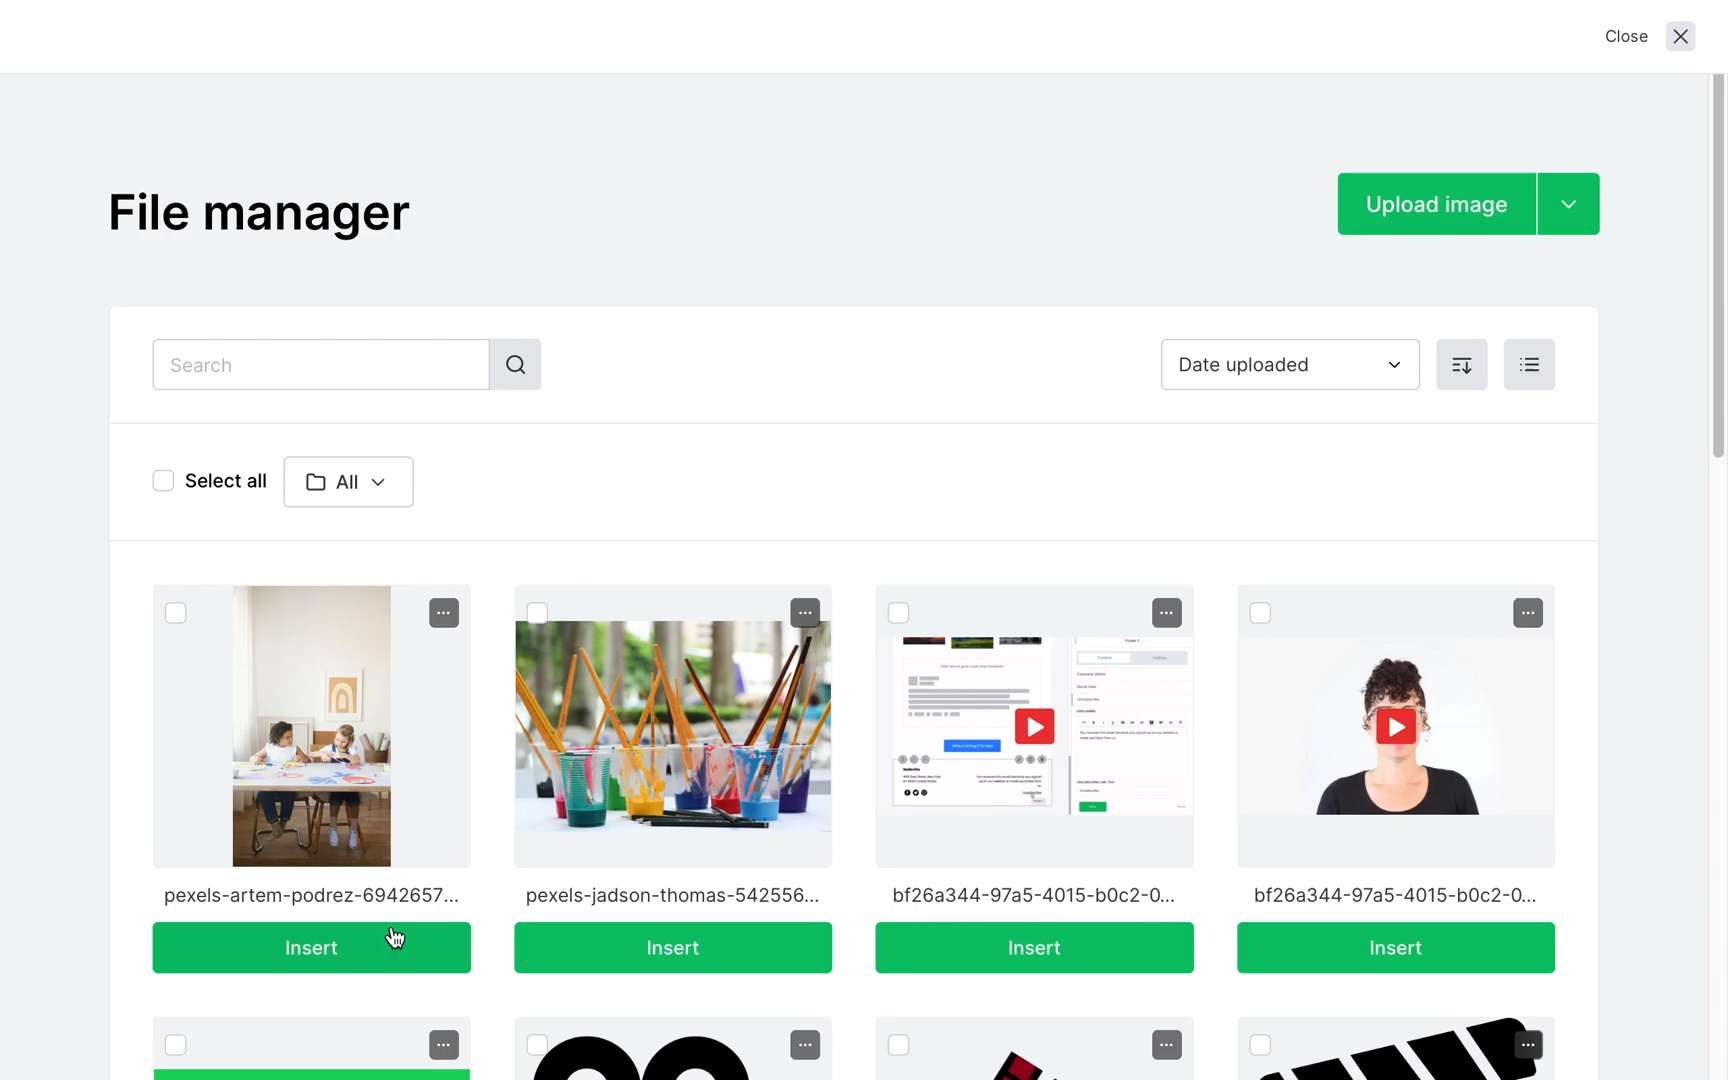 Close
File manager
Upload image
Search
Date uploaded
Select all
All
pexels-artem-podrez-6942657...
pexels-jadson-thomas-542556...
bf26a344-97a5-4015-b0c2-0...
bf26a344-97a5-4015-b0c2-0...
Insert
Insert
Insert
Insert